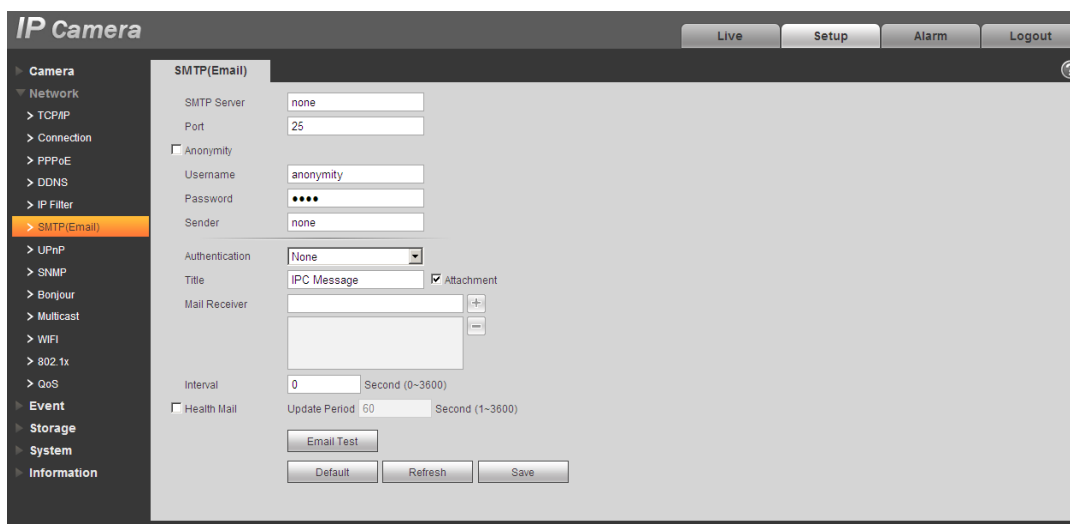 IP Camera
Live Setup Alarm Logout
Camera
Network
> TCP/IP
> Connection
> PPPoE
> DDNS
> IP Filter
> SMTP(Email)
> UPnP
> SNMP
> Bonjour
> Multicast
> WIFI
> 802.1x
> QoS
Event
Storage
System
Information
SMTP(Email)
?
SMTP Server none
Port 25
Anonymity
Username anonymity
Password ••••
Sender none
Authentication None
Title IPC Message Attachment
Mail Receiver +
−
Interval 0 Second (0~3600)
Health Mail Update Period 60 Second (1~3600)
Email Test
Default Refresh Save